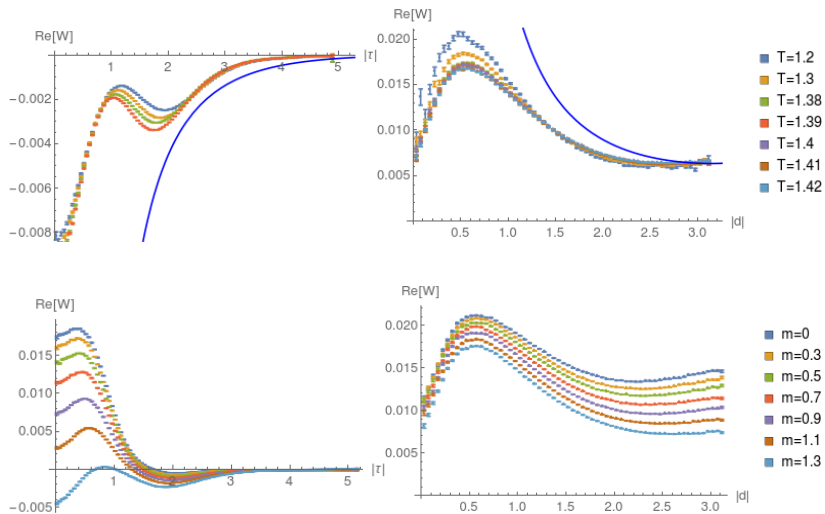 Re[W]
|τ|
1
2
3
4
5
−0.002
−0.004
−0.006
−0.008
Re[W]
0.020
0.015
0.010
0.005
0.5
1.0
1.5
2.0
2.5
3.0
|d|
T=1.2
T=1.3
T=1.38
T=1.39
T=1.4
T=1.41
T=1.42
Re[W]
0.015
0.010
0.005
−0.005
1
2
3
4
5
|τ|
Re[W]
0.020
0.015
0.010
0.005
0.5
1.0
1.5
2.0
2.5
3.0
|d|
m=0
m=0.3
m=0.5
m=0.7
m=0.9
m=1.1
m=1.3